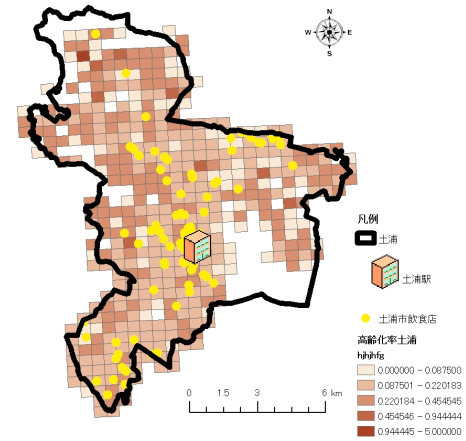 N
W
E
S
凡例
土浦
土浦駅
土浦市飲食店
高齢化率土浦
hjhjhfjg
0.000000 – 0.087500
0.087501 – 0.220183
0.220184 – 0.454545
0.454546 – 0.944444
0.944445 – 5.000000
0 1.5 3 6 km